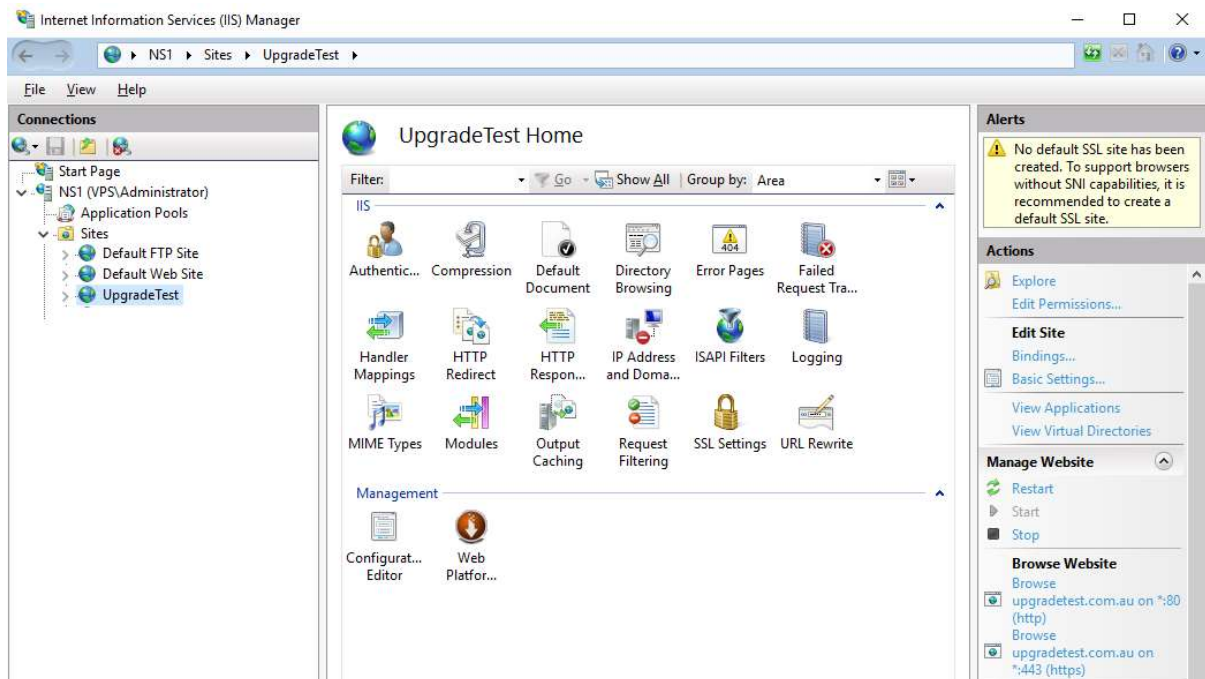 Internet Information Services (IIS) Manager
NS1 Sites UpgradeTest
File View Help
Connections
Start Page
NS1 (VPS\Administrator)
Application Pools
Sites
Default FTP Site
Default Web Site
UpgradeTest
UpgradeTest Home
Filter: Go Show All Group by: Area
IIS
Authentic... Compression Default Document Directory Browsing Error Pages Failed Request Tra...
404
Handler Mappings HTTP Redirect HTTP Respon... IP Address and Doma... ISAPI Filters Logging
MIME Types Modules Output Caching Request Filtering SSL Settings URL Rewrite
Management
Configurat... Editor Web Platfor...
Alerts
No default SSL site has been
created. To support browsers
without SNI capabilities, it is
recommended to create a
default SSL site.
Actions
Explore
Edit Permissions...
Edit Site
Bindings...
Basic Settings...
View Applications
View Virtual Directories
Manage Website
Restart
Start
Stop
Browse Website
Browse
upgradetest.com.au on *:80
(http)
Browse
upgradetest.com.au on
*:443 (https)